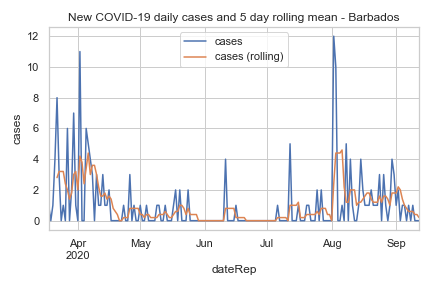 New COVID-19 daily cases and 5 day rolling mean - Barbados
cases
cases (rolling)
12
10
8
6
4
2
0
cases
Apr
2020
May
Jun
Jul
Aug
Sep
dateRep